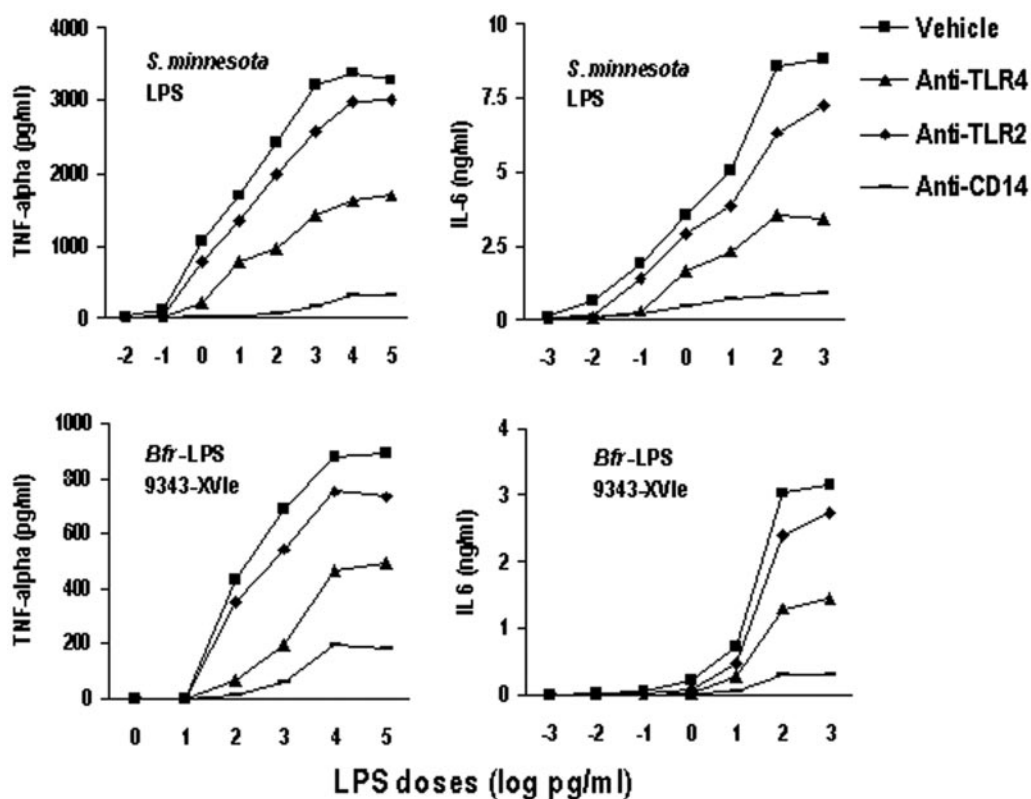 4000
3000
2000
1000
0
TNF-alpha (pg/ml)
S. minnesota
LPS
-2 -1 0 1 2 3 4 5
10
7.5
5
2.5
0
IL-6 (ng/ml)
S. minnesota
LPS
-3 -2 -1 0 1 2 3
Vehicle
Anti-TLR4
Anti-TLR2
Anti-CD14
1000
800
600
400
200
0
TNF-alpha (pg/ml)
Bfr-LPS
9343-XVIe
0 1 2 3 4 5
4
3
2
1
0
IL 6 (ng/ml)
Bfr-LPS
9343-XVIe
-3 -2 -1 0 1 2 3
LPS doses (log pg/ml)